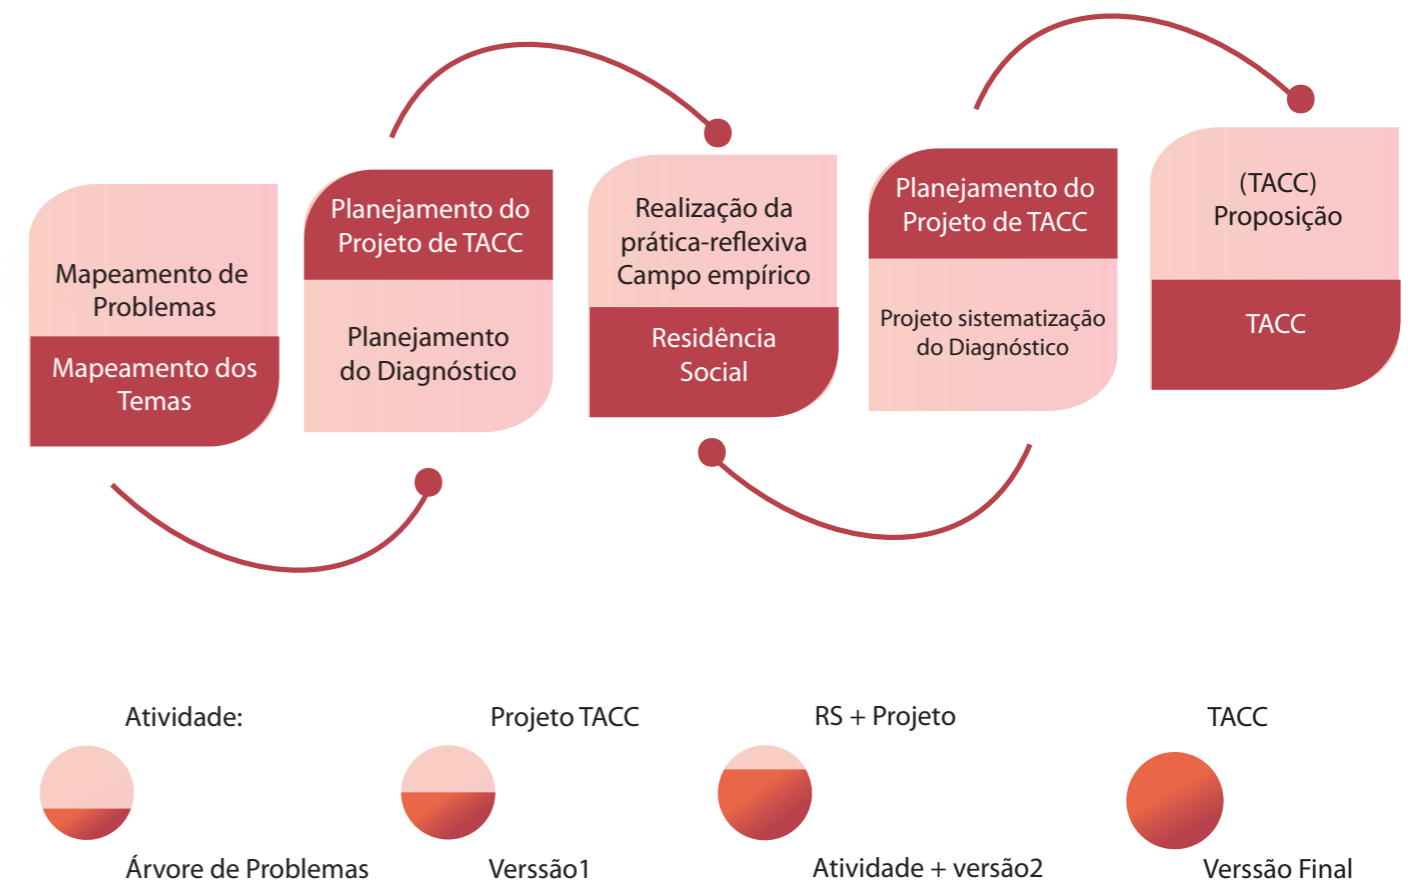 Mapeamento de
Problemas
Mapeamento dos
Temas
Planejamento do
Projeto de TACC
Planejamento
do Diagnóstico
Realização da
prática-reflexiva
Campo empírico
Residência
Social
Planejamento do
Projeto de TACC
Projeto sistematização
do Diagnóstico
(TACC)
Proposição
TACC
Atividade:
Projeto TACC
RS + Projeto
TACC
Árvore de Problemas
Verssão1
Atividade + versão2
Verssão Final